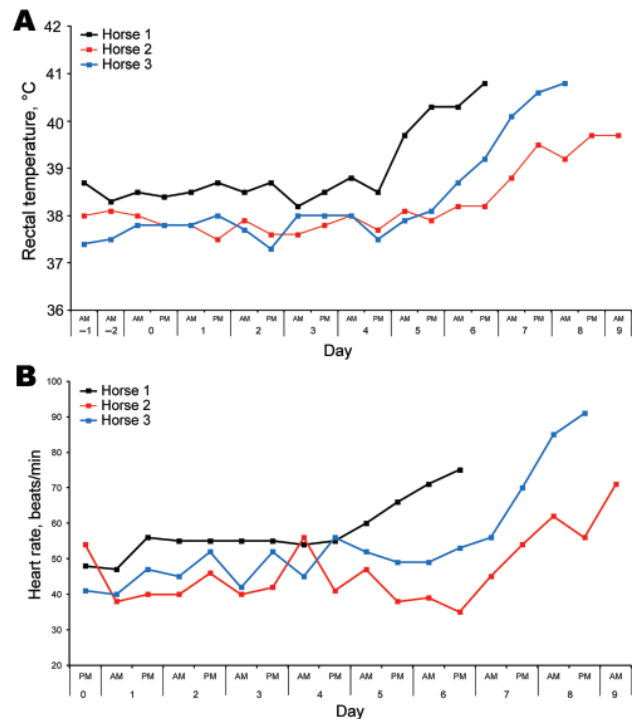 A
Horse 1
Horse 2
Horse 3
Rectal temperature, °C
42
41
40
39
38
37
36
AM AM AM PM AM PM AM PM AM PM AM PM AM PM AM PM AM PM AM PM AM
–1 –2 0 1 2 3 4 5 6 7 8 9
Day
B
Horse 1
Horse 2
Horse 3
Heart rate, beats/min
100
90
80
70
60
50
40
30
20
PM AM PM AM PM AM PM AM PM AM PM AM PM AM PM AM PM AM
0 1 2 3 4 5 6 7 8 9
Day